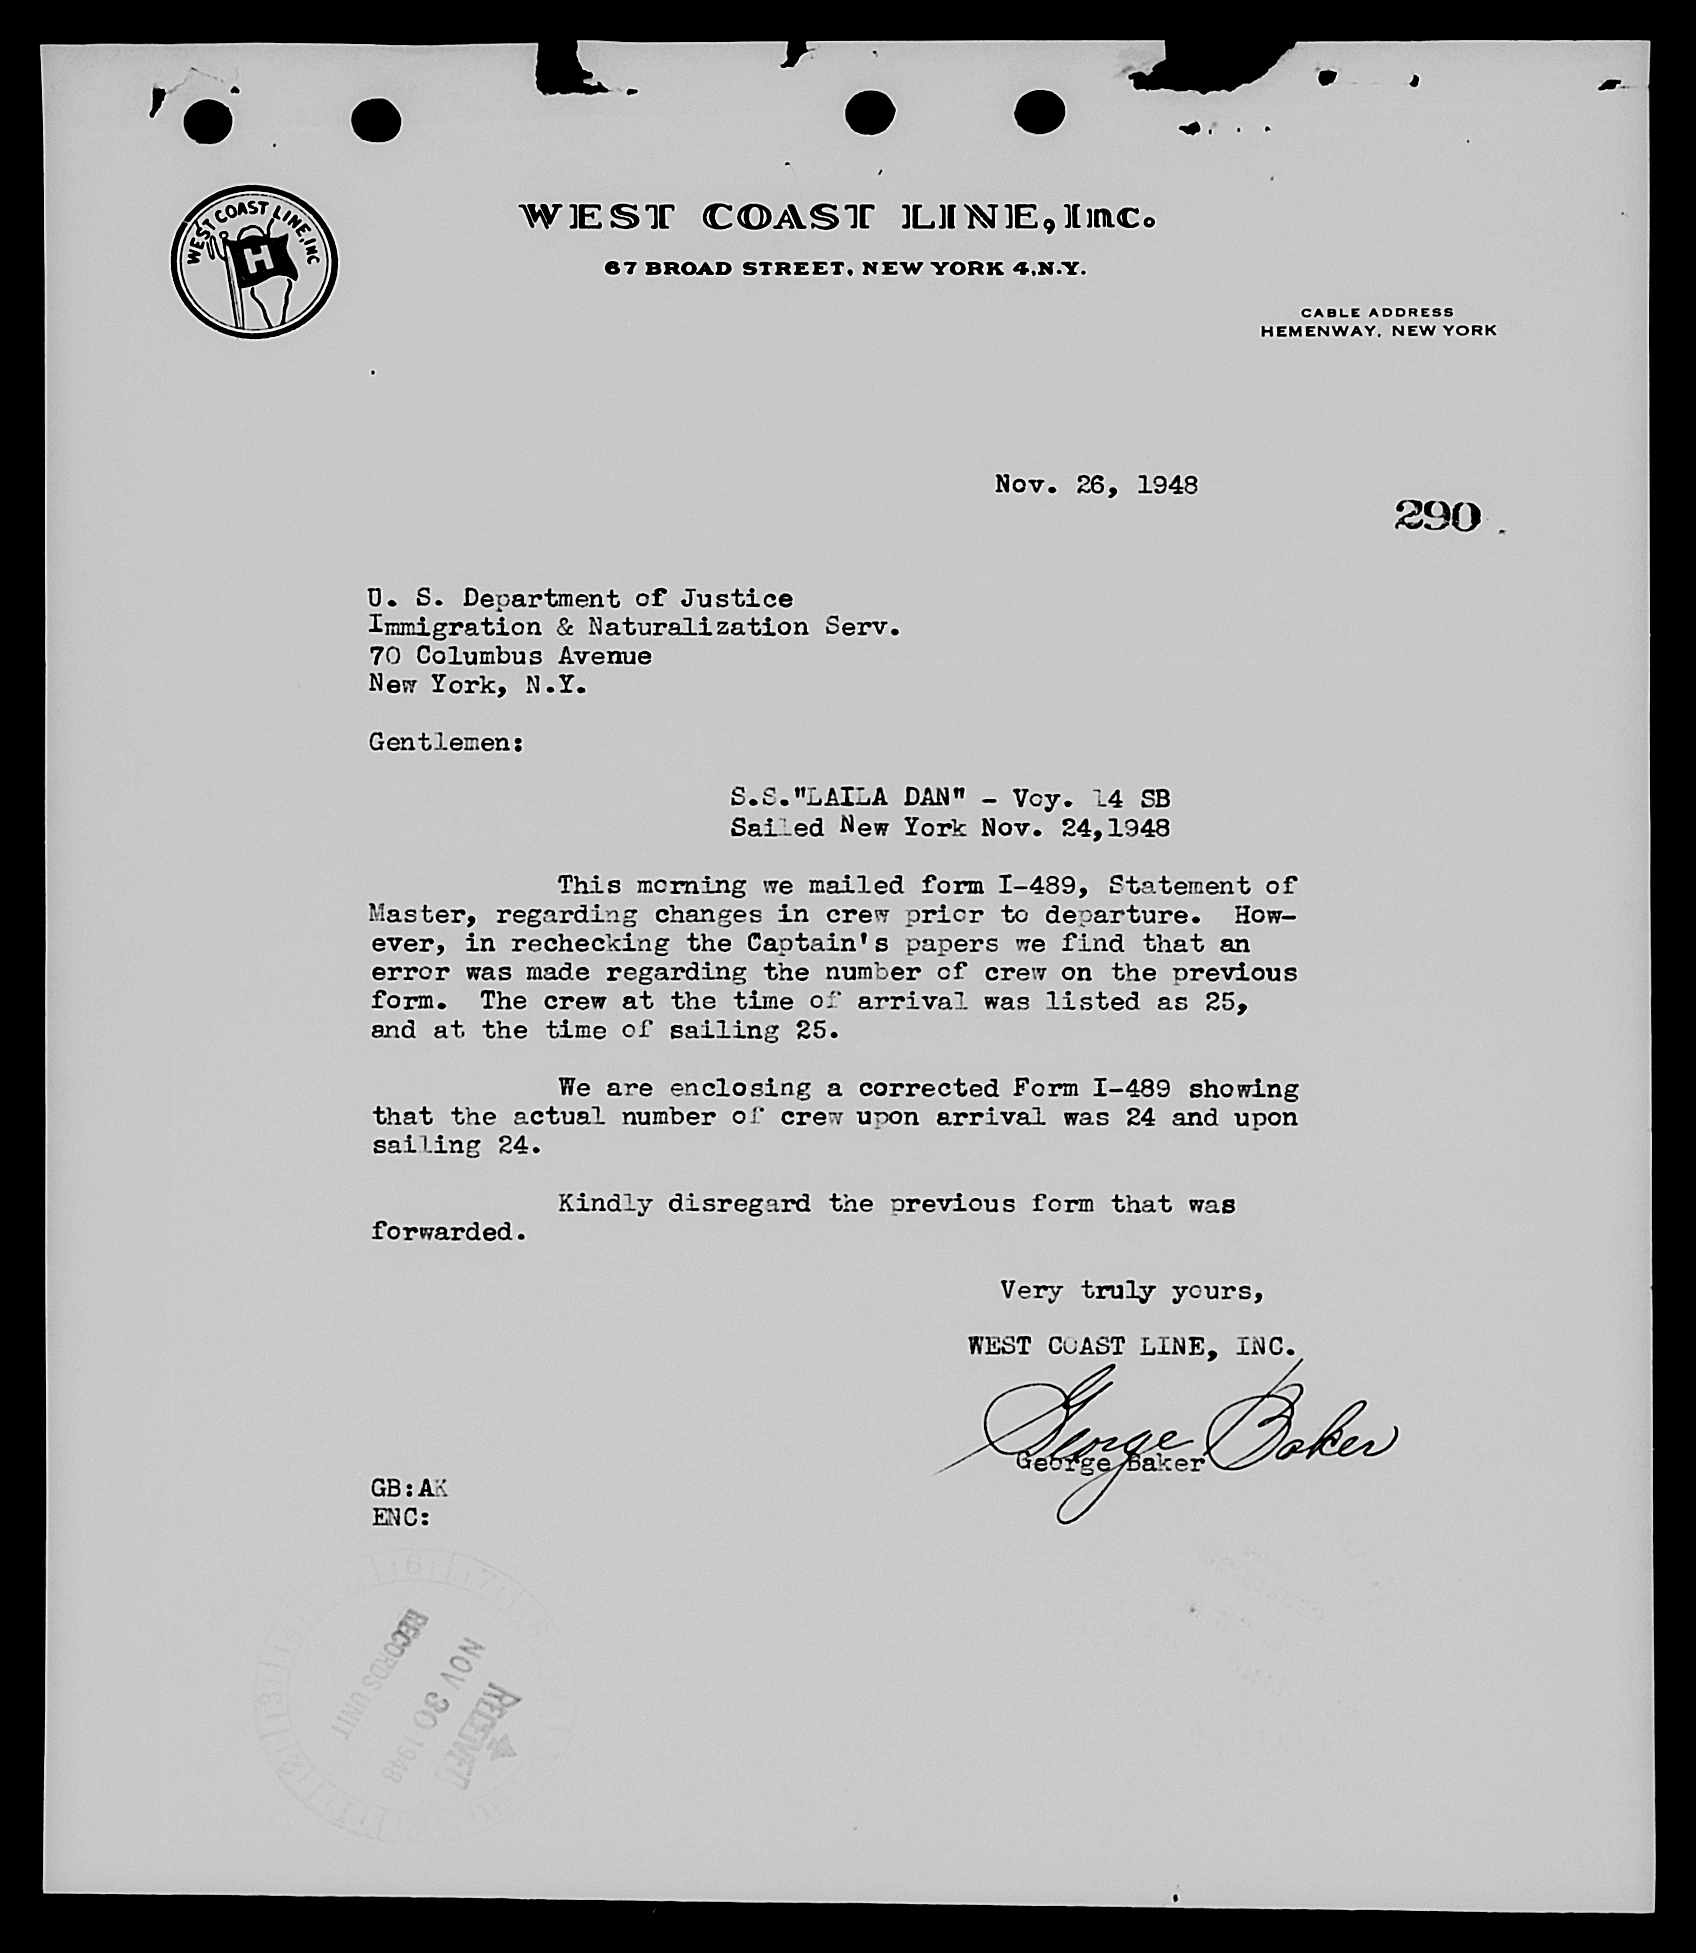 WEST COAST LINE, INC
H
WEST COAST LINE, Inc.
67 BROAD STREET, NEW YORK 4, N.Y.
CABLE ADDRESS
HEMENWAY, NEW YORK
Nov. 26, 1948
290
U. S. Department of Justice
Immigration & Naturalization Serv.
70 Columbus Avenue
New York, N.Y.
Gentlemen:
S.S."LAILA DAN" - Voy. 14 SB
Sailed New York Nov. 24,1948
This morning we mailed form I-489, Statement of
Master, regarding changes in crew prior to departure. How-
ever, in rechecking the Captain's papers we find that an
error was made regarding the number of crew on the previous
form. The crew at the time of arrival was listed as 25,
and at the time of sailing 25.
We are enclosing a corrected Form I-489 showing
that the actual number of crew upon arrival was 24 and upon
sailing 24.
Kindly disregard the previous form that was
forwarded.
Very truly yours,
WEST COAST LINE, INC.
George Baker
George Baker
GB:AK
ENC:
RECEIVED
NOV 30 1948
RECORDS UNIT